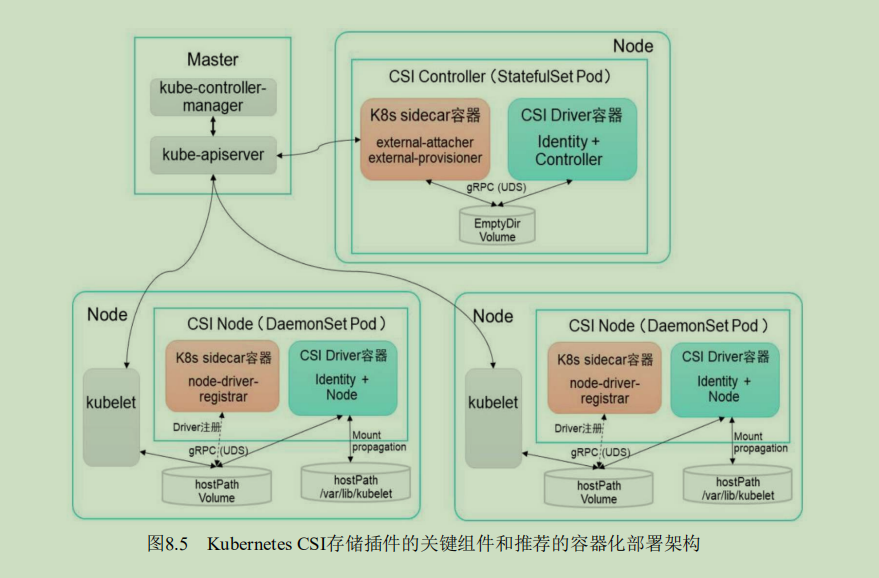 Master
kube-controller-
manager
kube-apiserver
Node
CSI Controller（StatefulSet Pod）
K8s sidecar容器
external-attacher
external-provisioner
CSI Driver容器
Identity +
Controller
gRPC (UDS)
EmptyDir
Volume
Node
CSI Node（DaemonSet Pod）
K8s sidecar容器
node-driver-
registrar
CSI Driver容器
Identity +
Node
kubelet
Driver注册
gRPC (UDS)
Mount
propagation
hostPath
Volume
hostPath
/var/lib/kubelet
Node
CSI Node（DaemonSet Pod）
K8s sidecar容器
node-driver-
registrar
CSI Driver容器
Identity +
Node
kubelet
Driver注册
gRPC (UDS)
Mount
propagation
hostPath
Volume
hostPath
/var/lib/kubelet
图8.5 Kubernetes CSI存储插件的关键组件和推荐的容器化部署架构